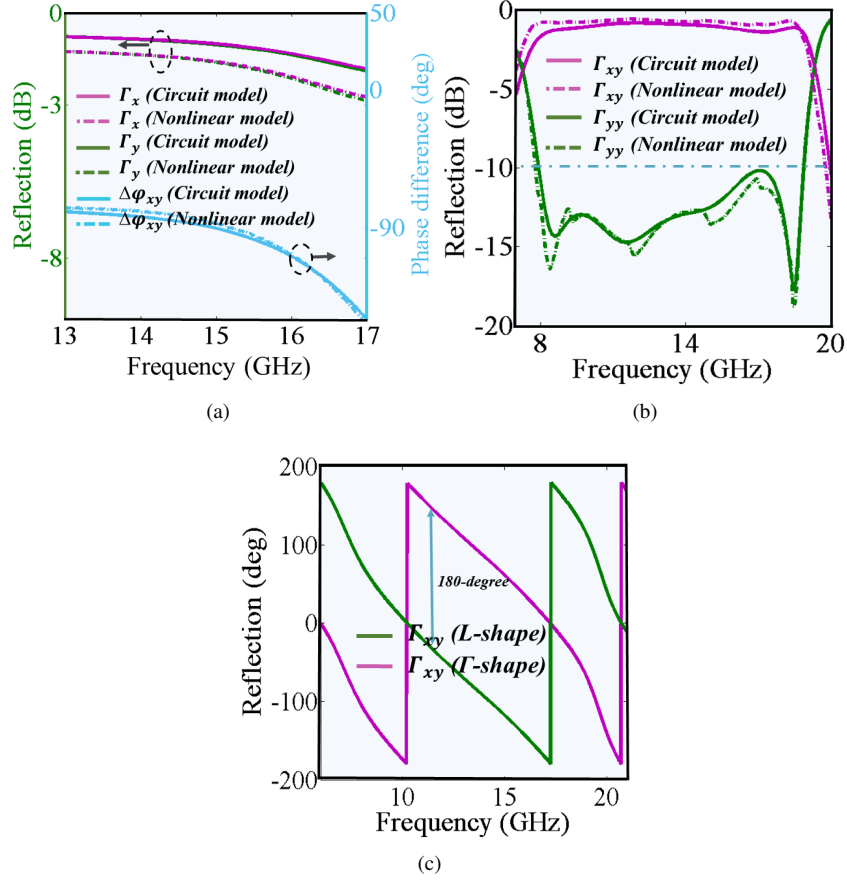 0
-3
-8
Reflection (dB)
50
0
-90
Phase difference (deg)
Γx (Circuit model)
Γx (Nonlinear model)
Γy (Circuit model)
Γy (Nonlinear model)
Δφxy (Circuit model)
Δφxy (Nonlinear model)
13 14 15 16 17
Frequency (GHz)
(a)
0
-5
-10
-15
-20
Reflection (dB)
Γxy (Circuit model)
Γxy (Nonlinear model)
Γyy (Circuit model)
Γyy (Nonlinear model)
8 14 20
Frequency (GHz)
(b)
200
100
0
-100
-200
Reflection (deg)
180-degree
Γxy (L-shape)
Γxy (Γ-shape)
10 15 20
Frequency (GHz)
(c)